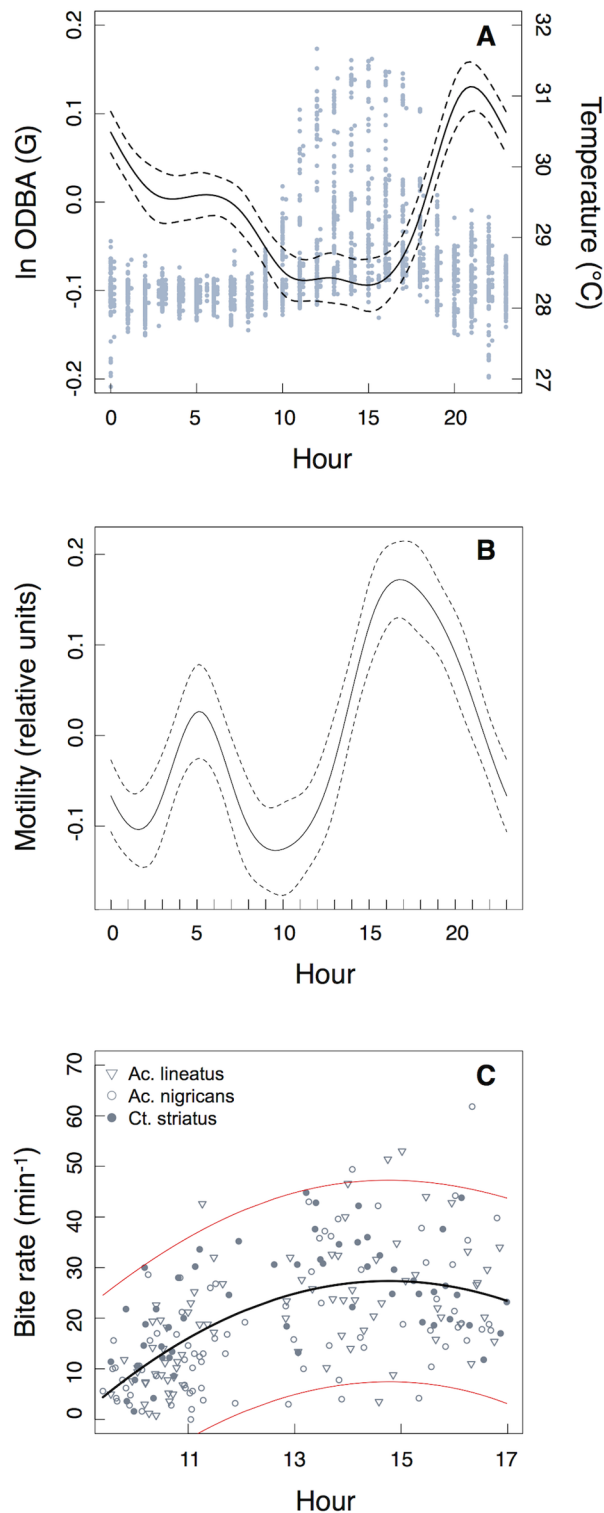 A
0.2
0.1
0.0
-0.1
-0.2
ln ODBA (G)
32
31
30
29
28
27
Temperature (°C)
0 5 10 15 20
Hour
B
0.2
0.1
0.0
-0.1
Motility (relative units)
0 5 10 15 20
Hour
C
Ac. lineatus
Ac. nigricans
Ct. striatus
70
60
50
40
30
20
10
0
Bite rate (min-1)
11 13 15 17
Hour